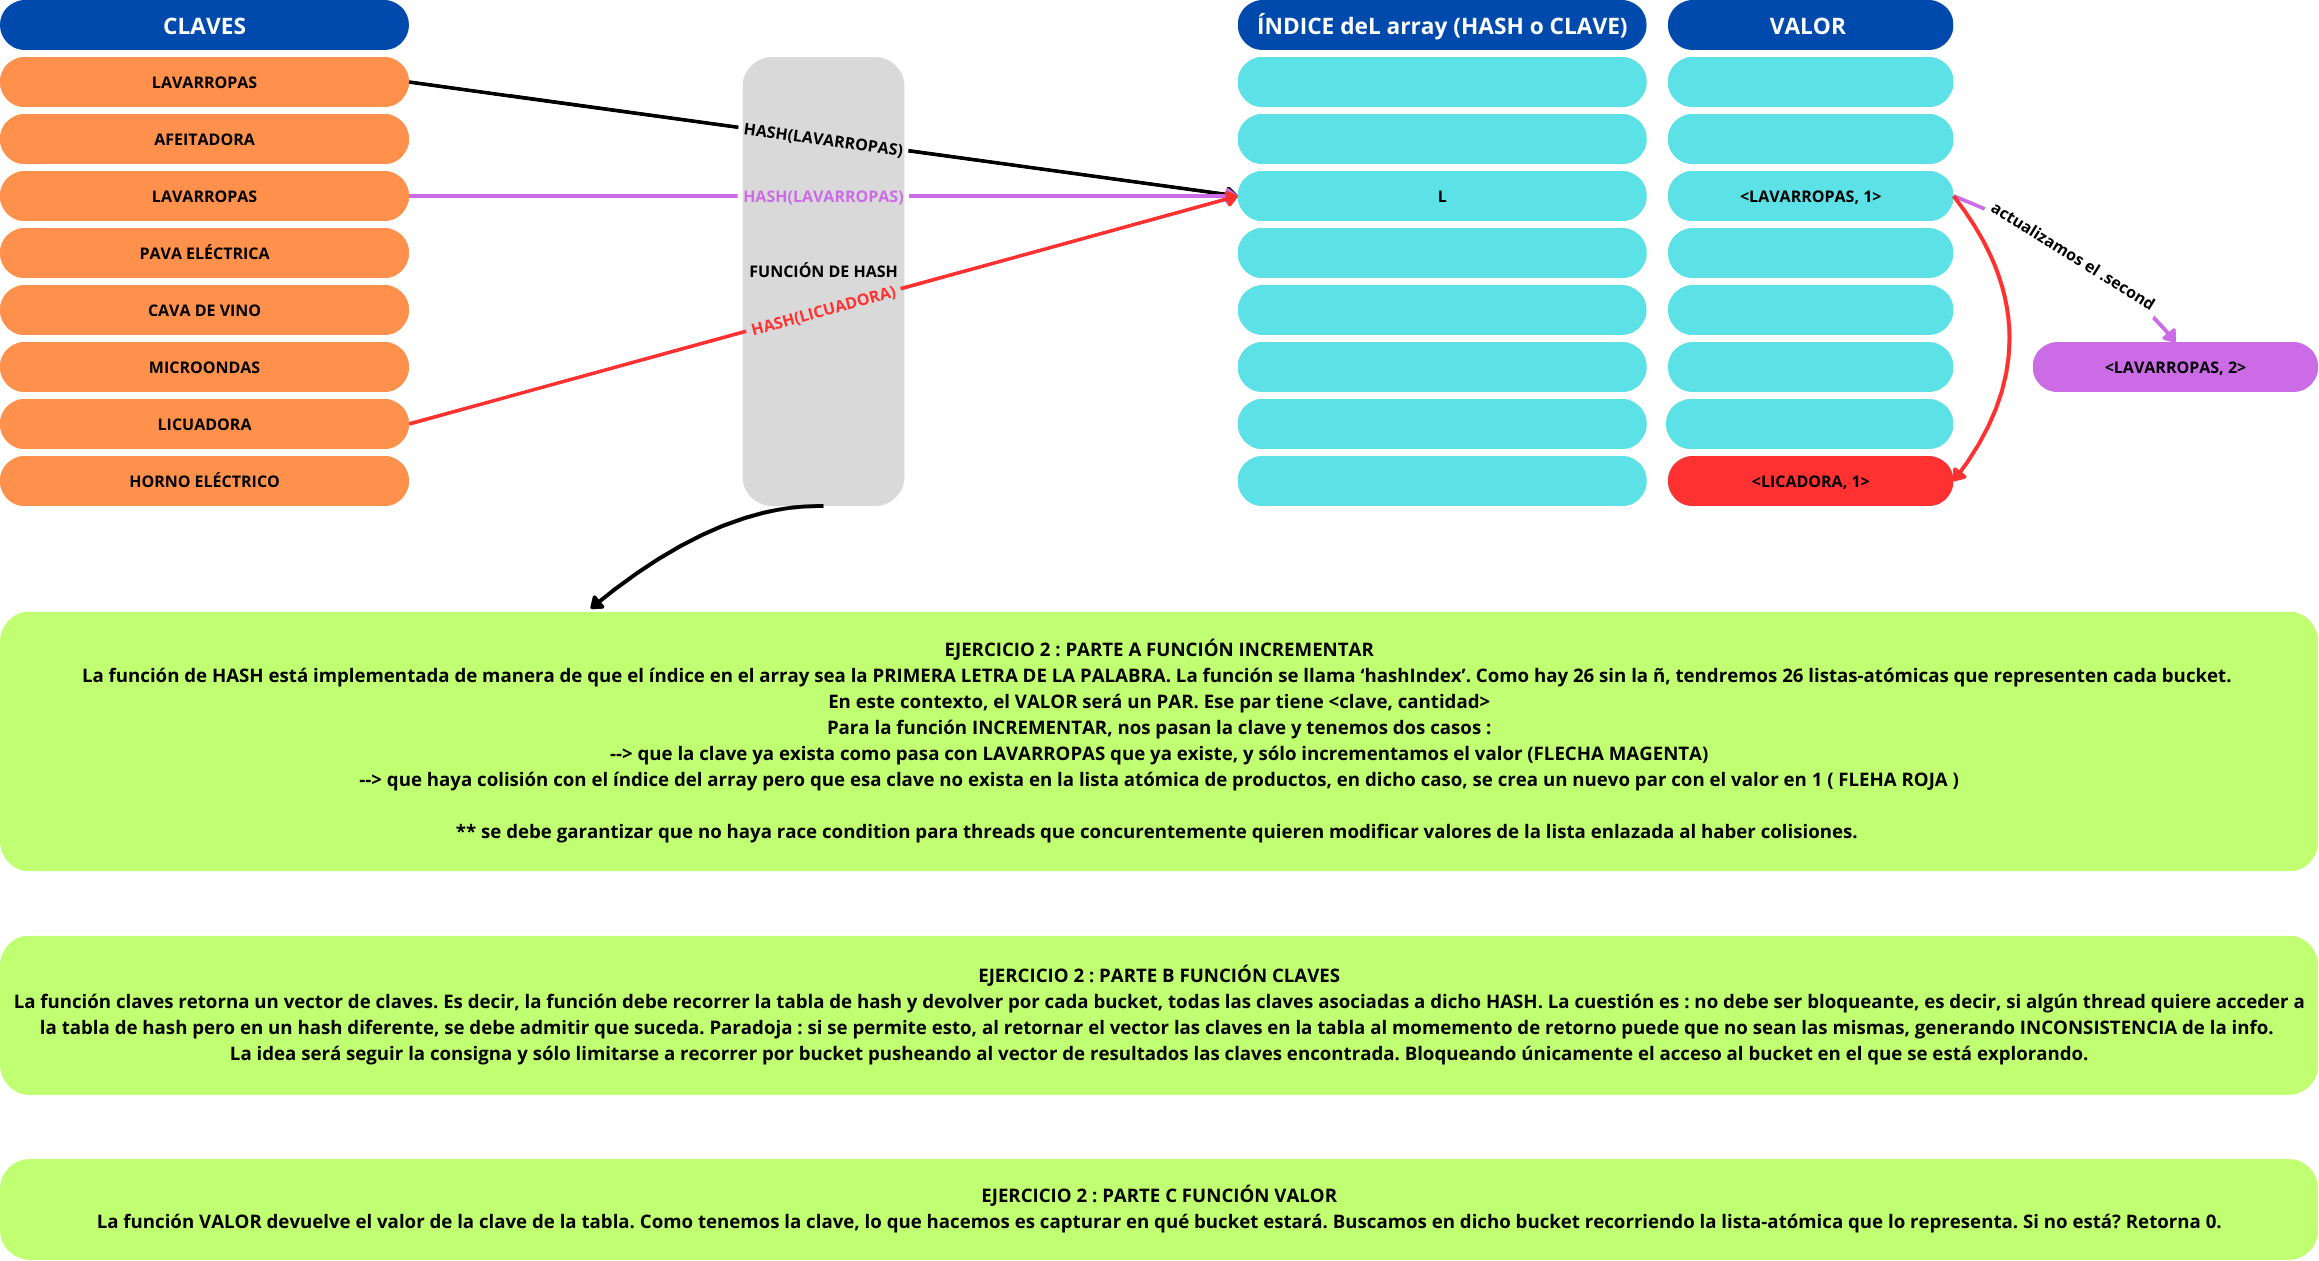 CLAVES
ÍNDICE deL array (HASH o CLAVE)
VALOR
LAVARROPAS
AFEITADORA
LAVARROPAS
PAVA ELÉCTRICA
CAVA DE VINO
MICROONDAS
LICUADORA
HORNO ELÉCTRICO
HASH(LAVARROPAS)
HASH(LAVARROPAS)
FUNCIÓN DE HASH
HASH(LICUADORA)
L
<LAVARROPAS, 1>
actualizamos el .second
<LAVARROPAS, 2>
<LICADORA, 1>
EJERCICIO 2 : PARTE A FUNCIÓN INCREMENTAR
La función de HASH está implementada de manera de que el índice en el array sea la PRIMERA LETRA DE LA PALABRA. La función se llama ‘hashIndex’. Como hay 26 sin la ñ, tendremos 26 listas-atómicas que representen cada bucket.
En este contexto, el VALOR será un PAR. Ese par tiene <clave, cantidad>
Para la función INCREMENTAR, nos pasan la clave y tenemos dos casos :
--> que la clave ya exista como pasa con LAVARROPAS que ya existe, y sólo incrementamos el valor (FLECHA MAGENTA)
--> que haya colisión con el índice del array pero que esa clave no exista en la lista atómica de productos, en dicho caso, se crea un nuevo par con el valor en 1 ( FLEHA ROJA )
** se debe garantizar que no haya race condition para threads que concurentemente quieren modificar valores de la lista enlazada al haber colisiones.
EJERCICIO 2 : PARTE B FUNCIÓN CLAVES
La función claves retorna un vector de claves. Es decir, la función debe recorrer la tabla de hash y devolver por cada bucket, todas las claves asociadas a dicho HASH. La cuestión es : no debe ser bloqueante, es decir, si algún thread quiere acceder a
la tabla de hash pero en un hash diferente, se debe admitir que suceda. Paradoja : si se permite esto, al retornar el vector las claves en la tabla al momemento de retorno puede que no sean las mismas, generando INCONSISTENCIA de la info.
La idea será seguir la consigna y sólo limitarse a recorrer por bucket pusheando al vector de resultados las claves encontrada. Bloqueando únicamente el acceso al bucket en el que se está explorando.
EJERCICIO 2 : PARTE C FUNCIÓN VALOR
La función VALOR devuelve el valor de la clave de la tabla. Como tenemos la clave, lo que hacemos es capturar en qué bucket estará. Buscamos en dicho bucket recorriendo la lista-atómica que lo representa. Si no está? Retorna 0.